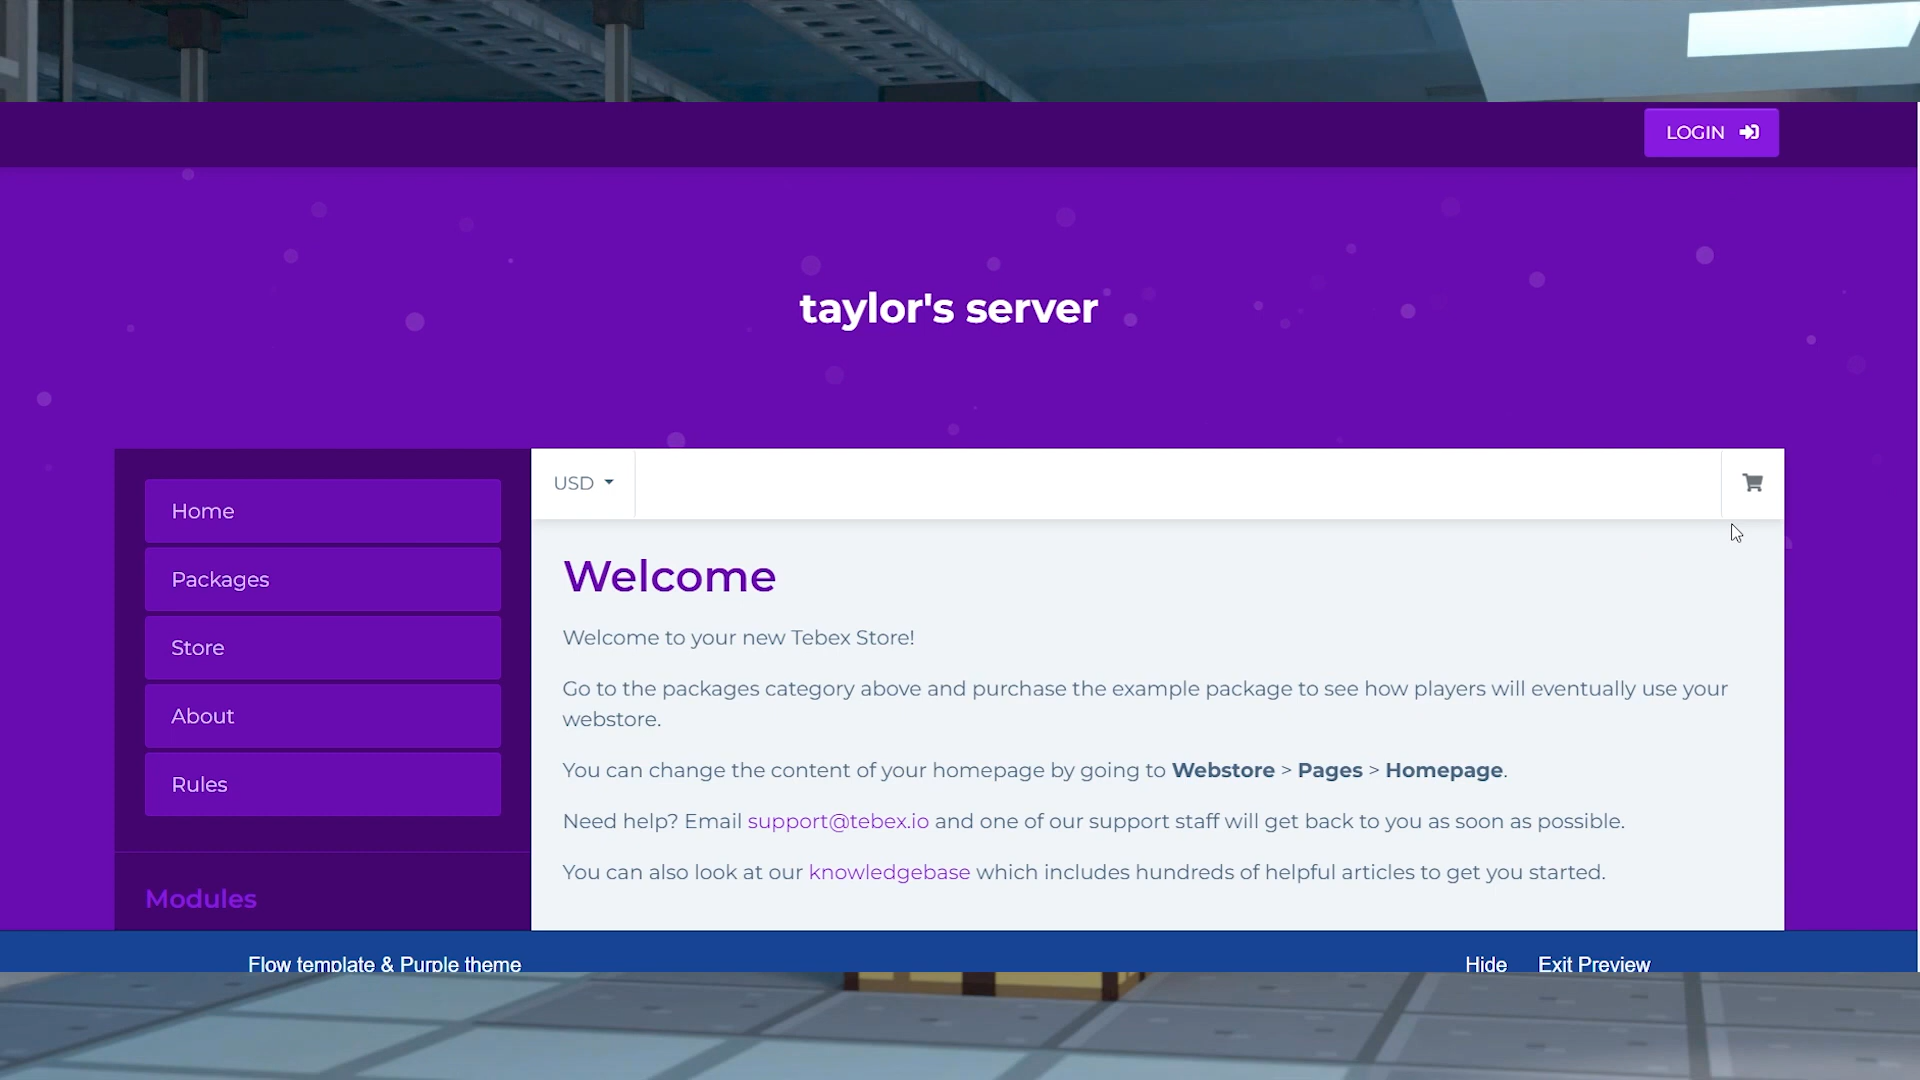 LOGIN
taylor's server
Home
Packages
Store
About
Rules
Modules
USD
Welcome
Welcome to your new Tebex Store!
Go to the packages category above and purchase the example package to see how players will eventually use your
webstore.
You can change the content of your homepage by going to Webstore > Pages > Homepage.
Need help? Email support@tebex.io and one of our support staff will get back to you as soon as possible.
You can also look at our knowledgebase which includes hundreds of helpful articles to get you started.
Flow template & Purple theme
Hide
Exit Preview